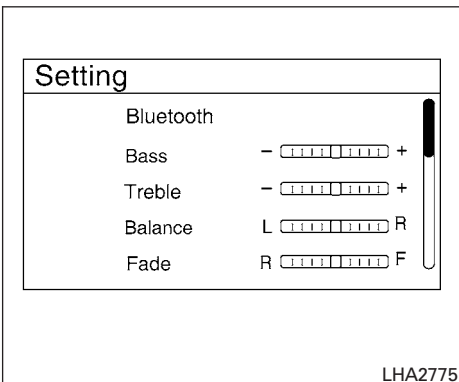 Setting
Bluetooth
Bass - +
Treble - +
Balance L R
Fade R F
LHA2775